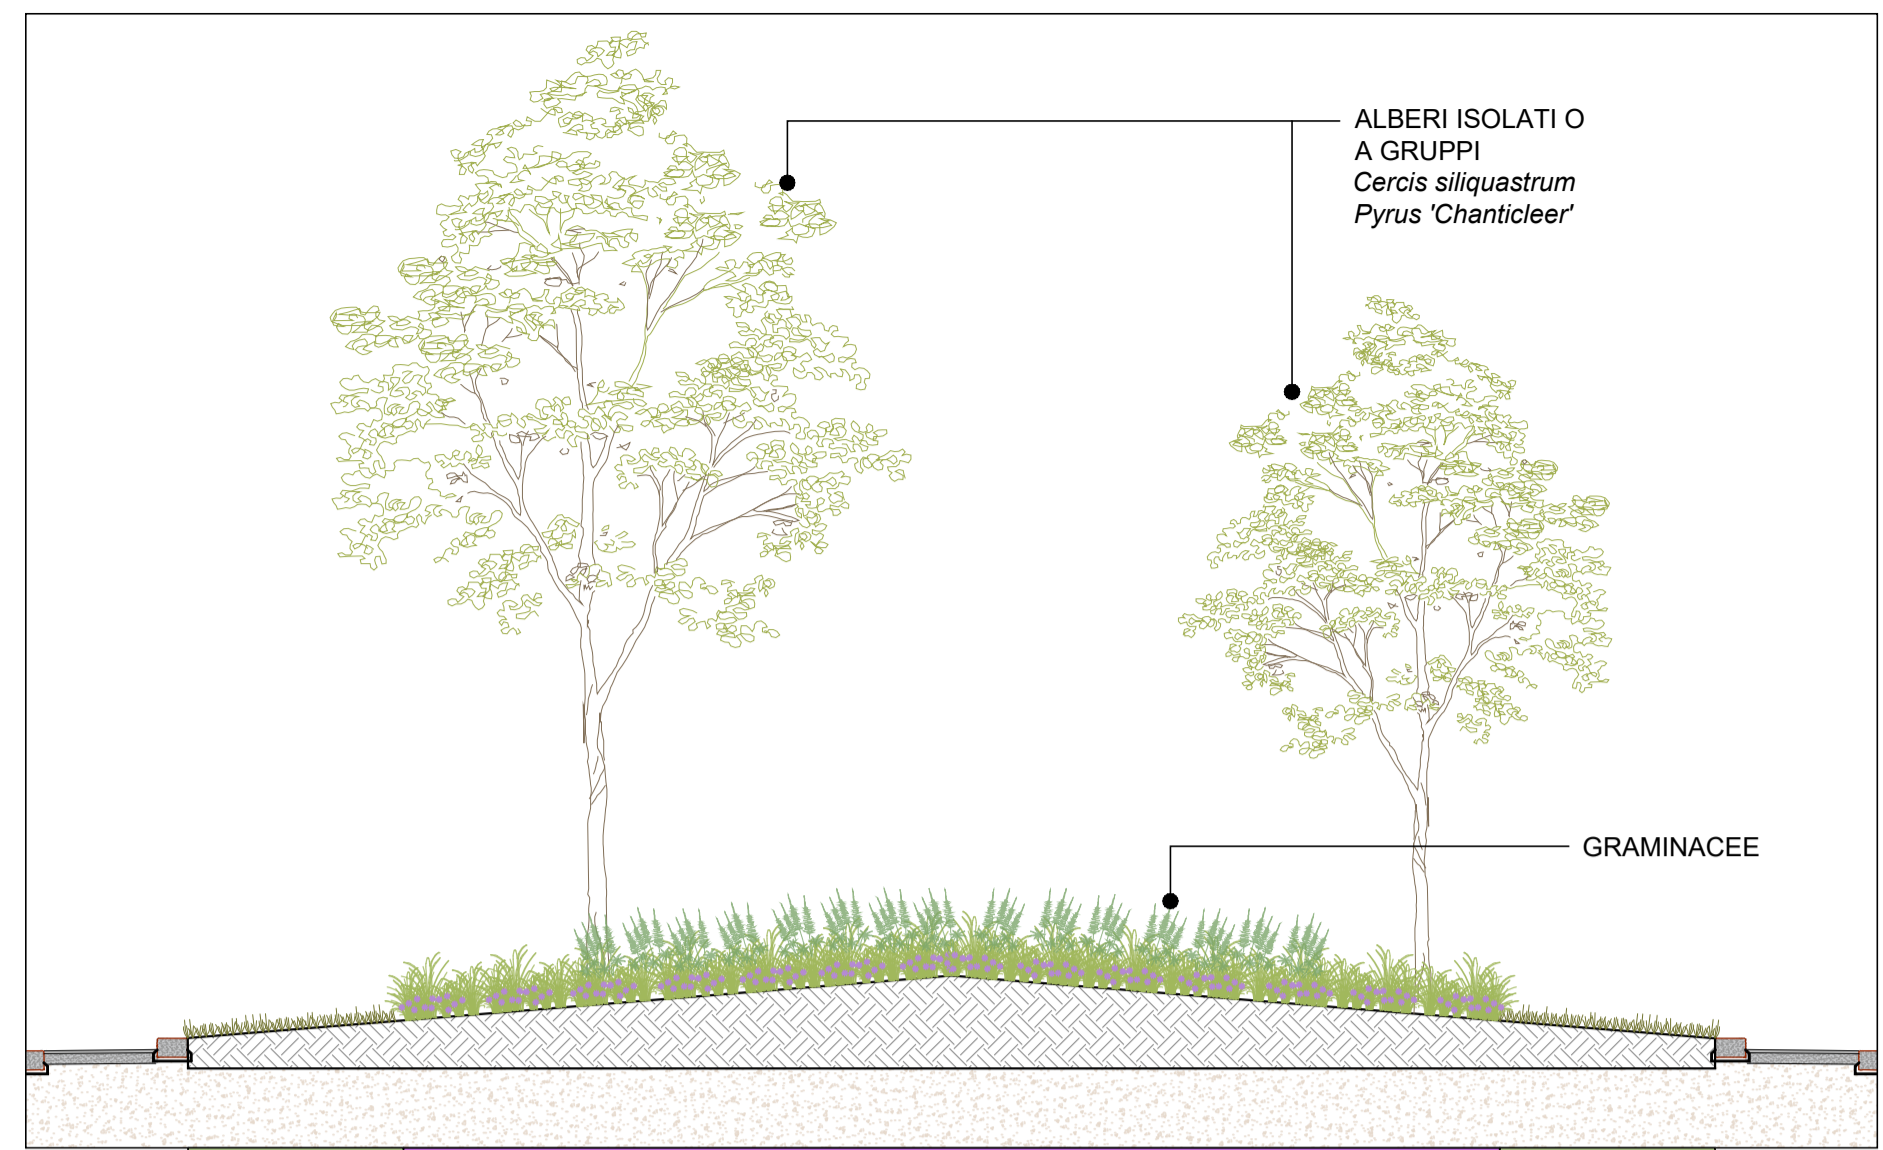 ALBERI ISOLATI O
A GRUPPI
Cercis siliquastrum
Pyrus 'Chanticleer'
GRAMINACEE